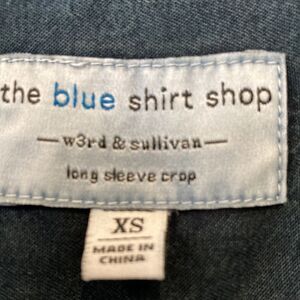 the blue shirt shop
—w3rd & sullivan—
long sleeve crop
XS
MADE IN
CHINA